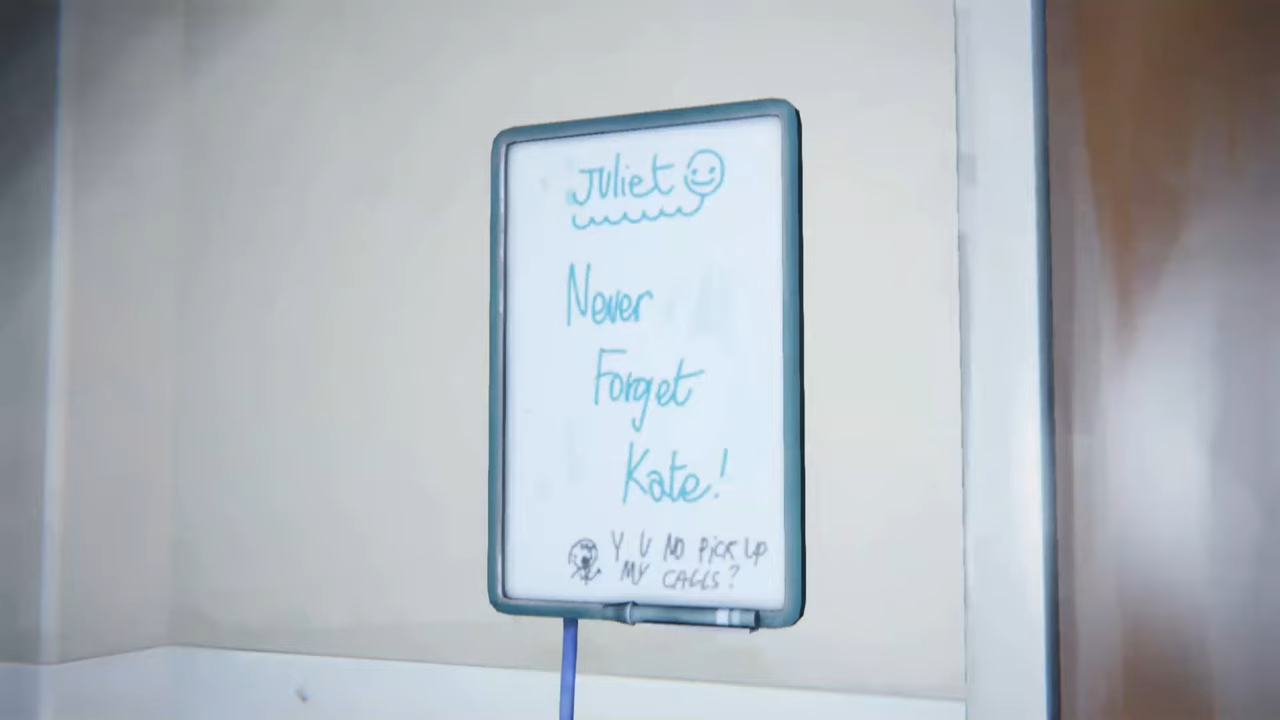 Juliet
Never
Forget
Kate!
Y U NO PICK UP
MY CALLS?